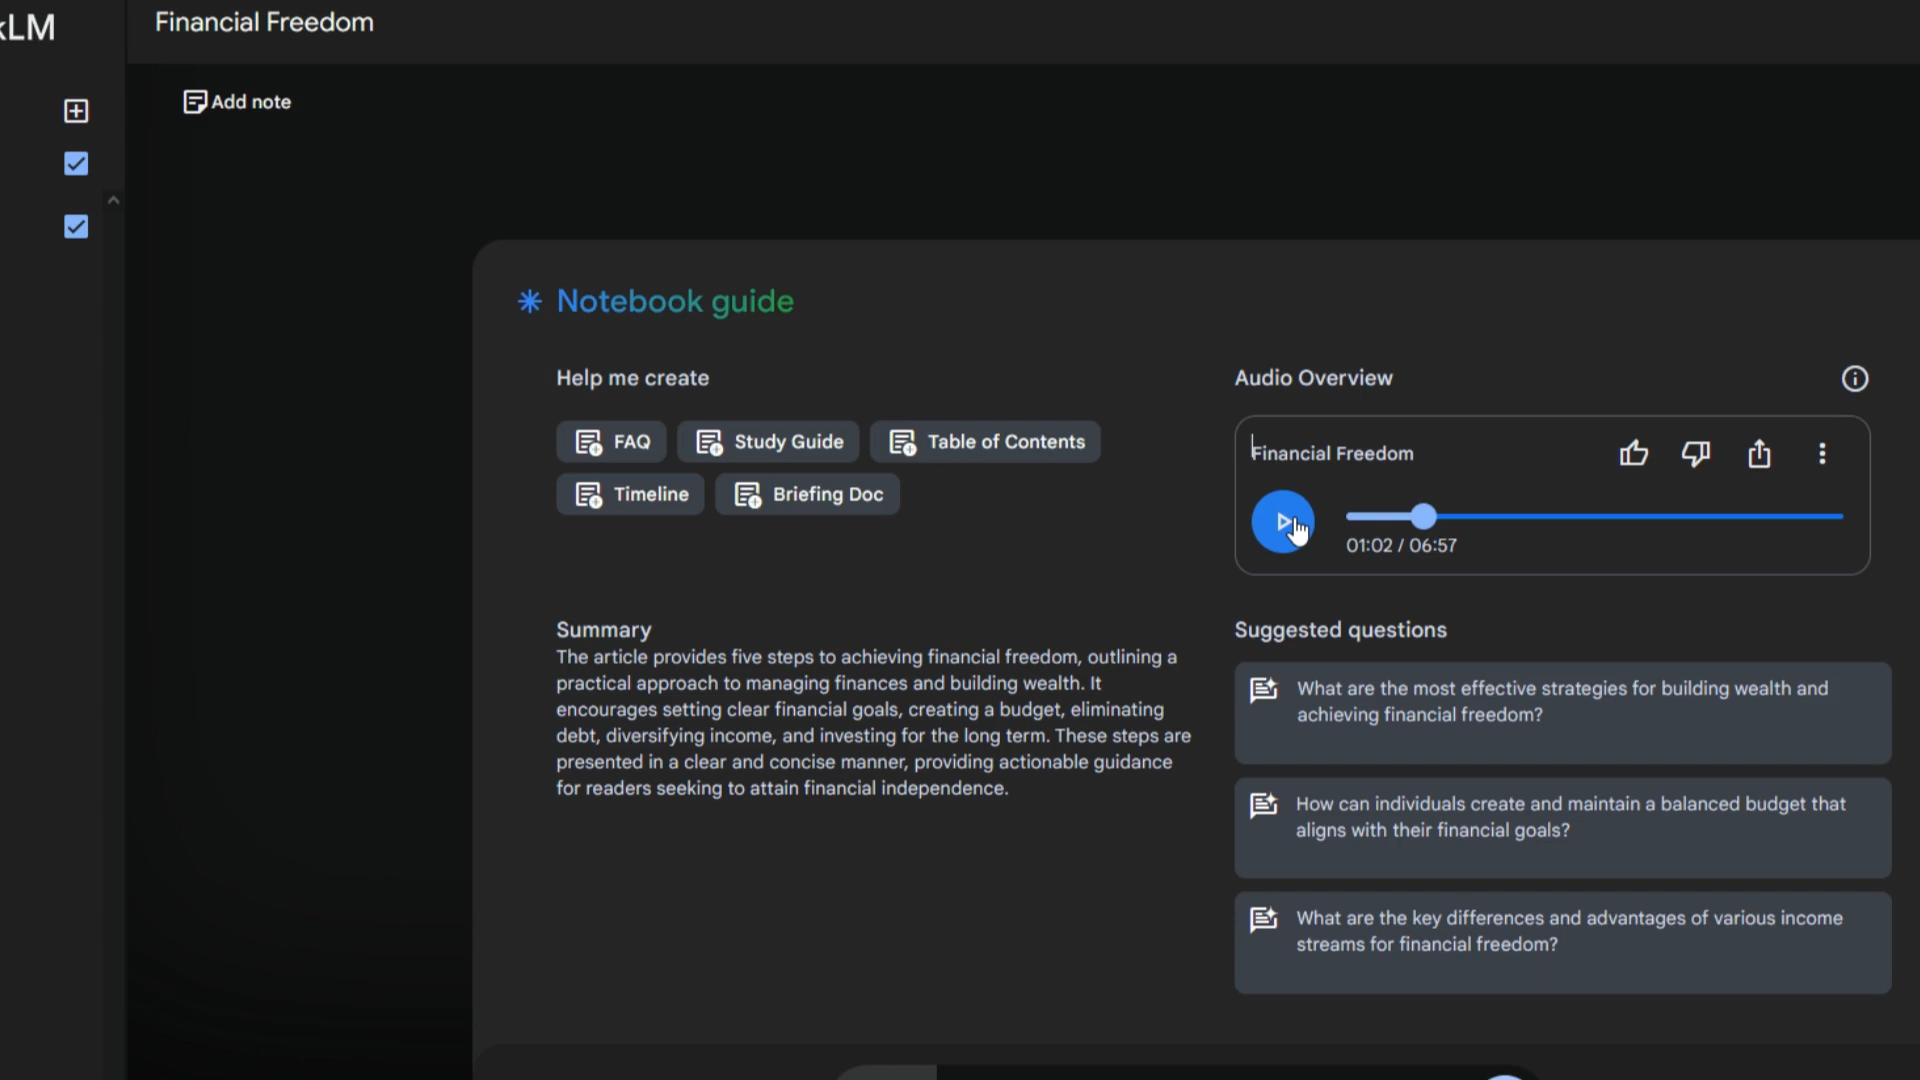 kLM
Financial Freedom
Add note
Notebook guide
Help me create
FAQ
Study Guide
Table of Contents
Timeline
Briefing Doc
Audio Overview
Financial Freedom
01:02 / 06:57
Summary
The article provides five steps to achieving financial freedom, outlining a
practical approach to managing finances and building wealth. It
encourages setting clear financial goals, creating a budget, eliminating
debt, diversifying income, and investing for the long term. These steps are
presented in a clear and concise manner, providing actionable guidance
for readers seeking to attain financial independence.
Suggested questions
What are the most effective strategies for building wealth and
achieving financial freedom?
How can individuals create and maintain a balanced budget that
aligns with their financial goals?
What are the key differences and advantages of various income
streams for financial freedom?